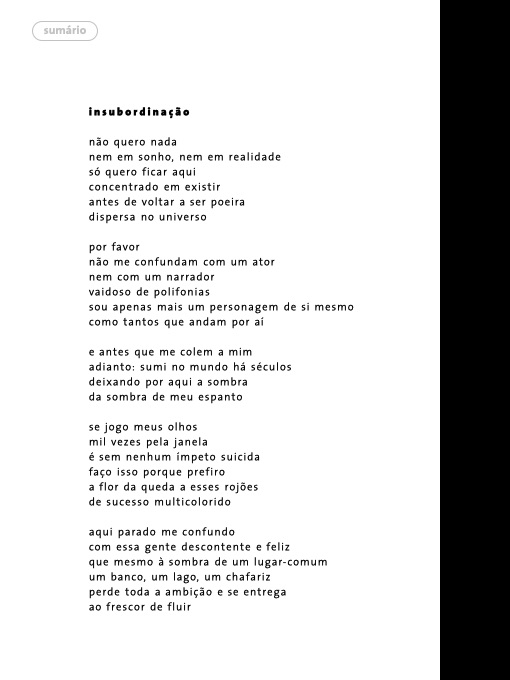 sumário
insubordinação
não quero nada
nem em sonho, nem em realidade
só quero ficar aqui
concentrado em existir
antes de voltar a ser poeira
dispersa no universo
por favor
não me confundam com um ator
nem com um narrador
vaidoso de polifonias
sou apenas mais um personagem de si mesmo
como tantos que andam por aí
e antes que me colem a mim
adianto: sumi no mundo há séculos
deixando por aqui a sombra
da sombra de meu espanto
se jogo meus olhos
mil vezes pela janela
é sem nenhum ímpeto suicida
faço isso porque prefiro
a flor da queda a esses rojões
de sucesso multicolorido
aqui parado me confundo
com essa gente descontente e feliz
que mesmo à sombra de um lugar-comum
um banco, um lago, um chafariz
perde toda a ambição e se entrega
ao frescor de fluir